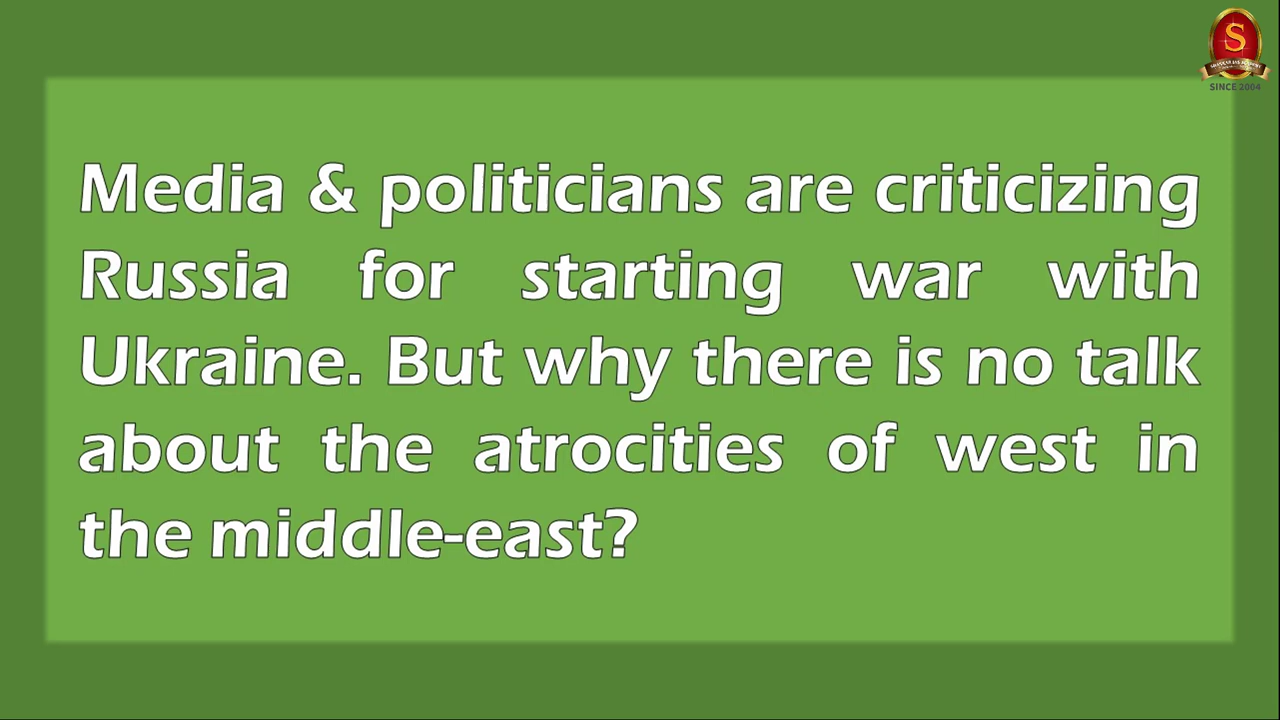 S
SINCE 2004
Media & politicians are criticizing
Russia for starting war with
Ukraine. But why there is no talk
about the atrocities of west in
the middle-east?